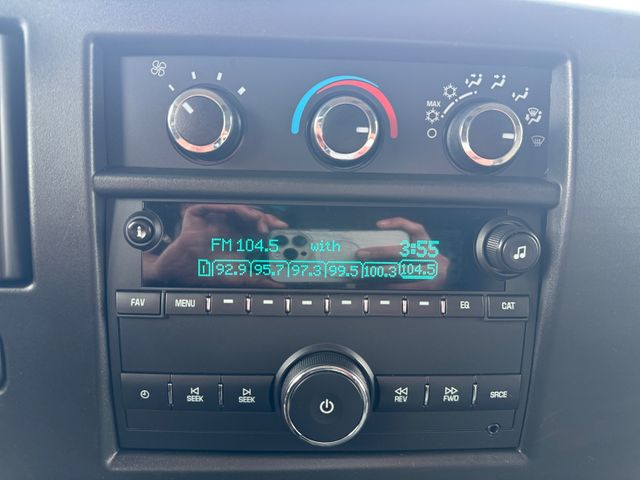 MAX
FM 104.5 with 3:55
1 92.9 95.7 97.3 99.5 100.3 104.5
FAV MENU EQ CAT
SEEK SEEK REV FWD SRCE